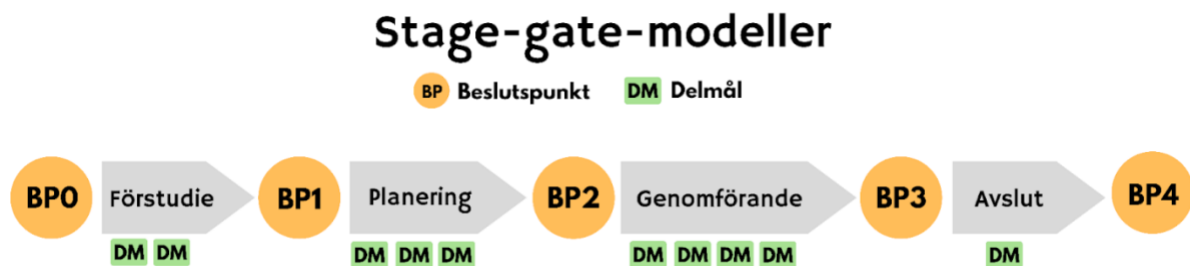 Stage-gate-modeller
BP Beslutspunkt DM Delmål
BP0 Förstudie BP1 Planering BP2 Genomförande BP3 Avslut BP4
DM DM DM DM DM DM DM DM DM DM